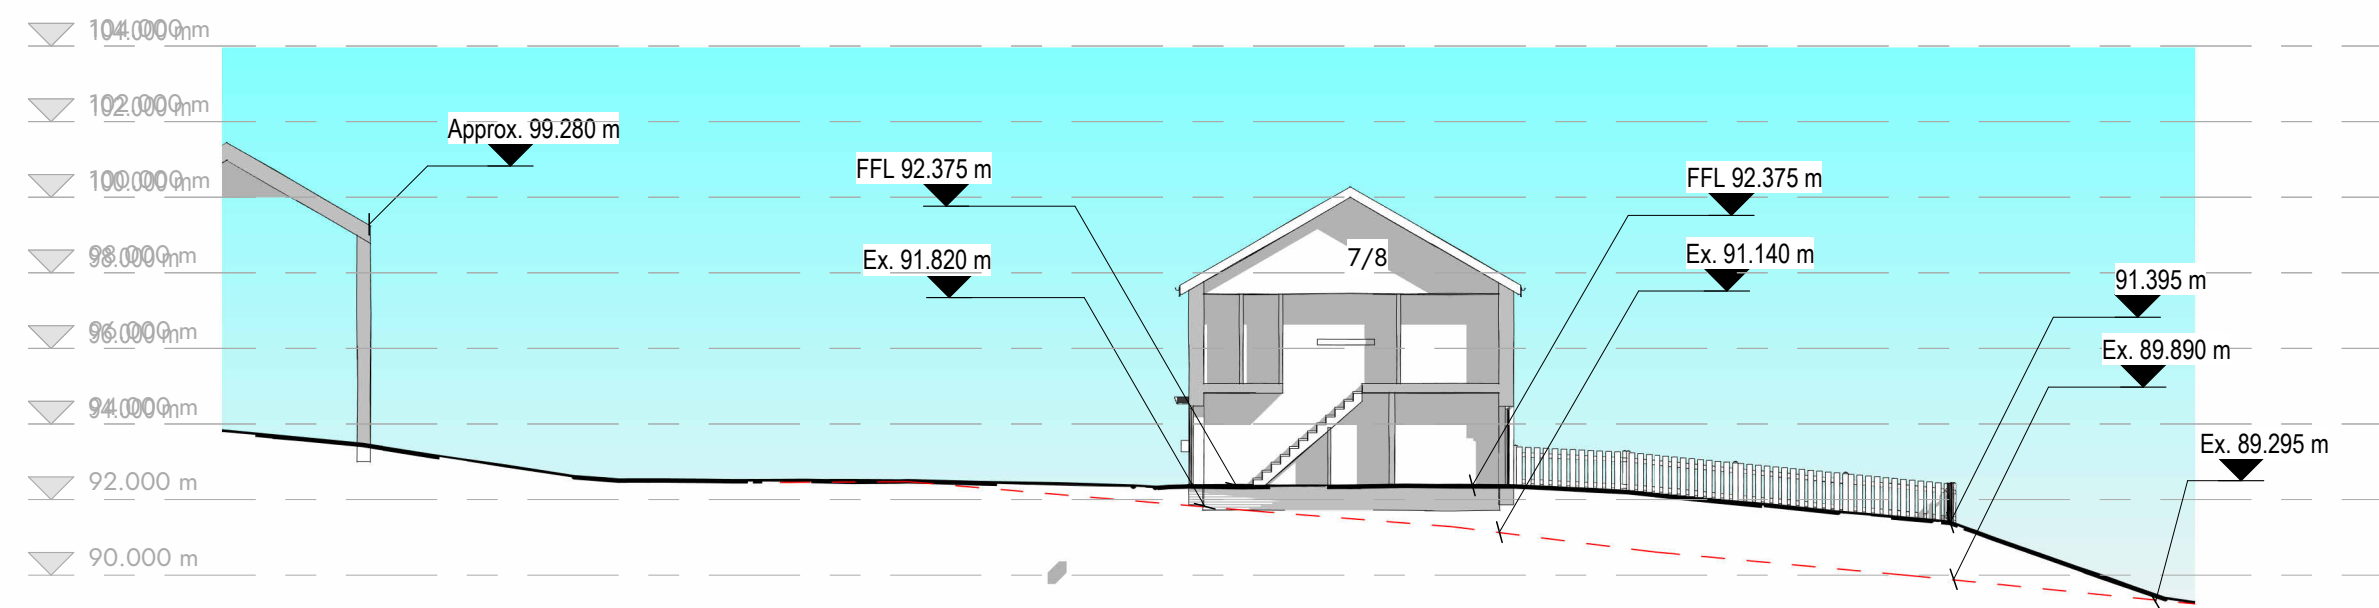 104.000 m
102.000 m
Approx. 99.280 m
FFL 92.375 m
FFL 92.375 m
100.000 m
98.000 m
Ex. 91.820 m
7/8
Ex. 91.140 m
91.395 m
96.000 m
Ex. 89.890 m
94.000 m
Ex. 89.295 m
92.000 m
90.000 m